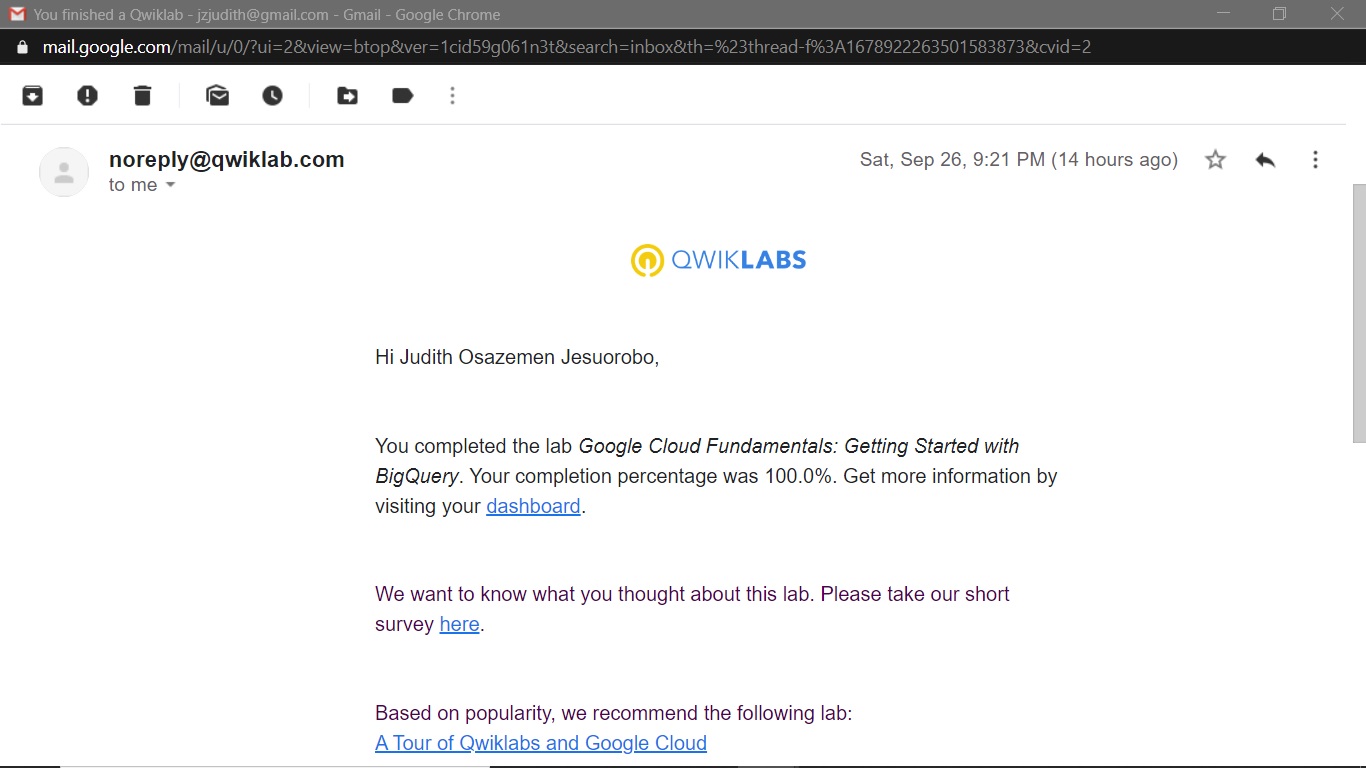 You finished a Qwiklab - jzjudith@gmail.com - Gmail - Google Chrome
mail.google.com/mail/u/0/?ui=2&view=btop&ver=1cid59g061n3t&search=inbox&th=%23thread-f%3A1678922263501583873&cvid=2
noreply@qwiklab.com
Sat, Sep 26, 9:21 PM (14 hours ago)
to me
QWIKLABS
Hi Judith Osazemen Jesuorobo,
You completed the lab Google Cloud Fundamentals: Getting Started with
BigQuery. Your completion percentage was 100.0%. Get more information by
visiting your dashboard.
We want to know what you thought about this lab. Please take our short
survey here.
Based on popularity, we recommend the following lab:
A Tour of Qwiklabs and Google Cloud